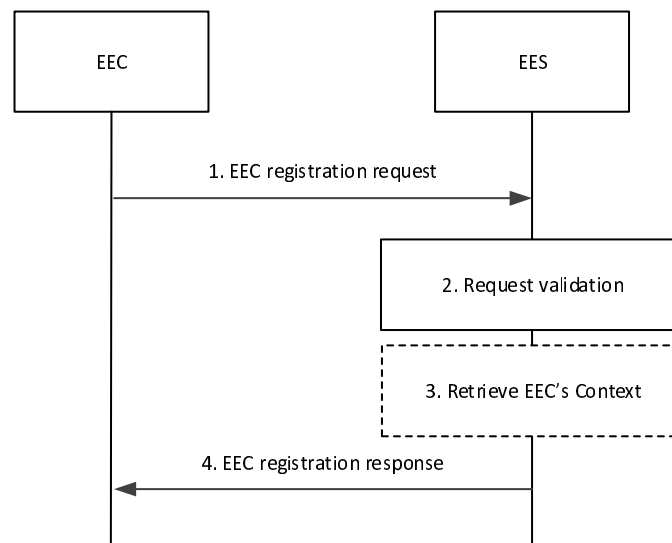 EEC
EES
1. EEC registration request
2. Request validation
3. Retrieve EEC’s Context
4. EEC registration response